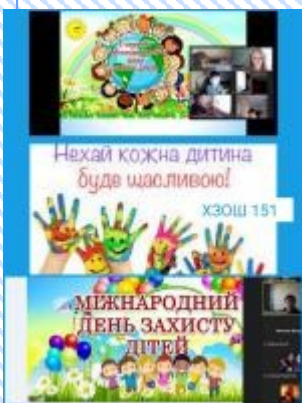 Нехай кожна дитина
буде щасливою!
ХЗОШ 151
МІЖНАРОДНИЙ
ДЕНЬ ЗАХИСТУ
ДІТЕЙ